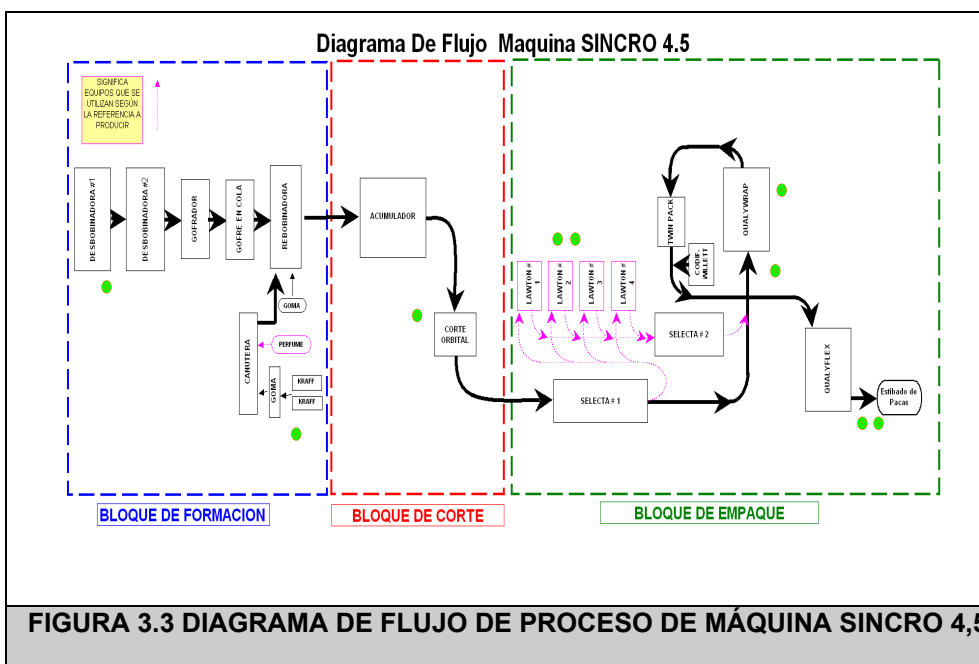 Diagrama De Flujo Maquina SINCRO 4.5
SIGNIFICA
EQUIPOS QUE SE
UTILIZAN SEGÚN
LA REFERENCIA A
PRODUCIR
DESBOBINADORA #1
DESBOBINADORA #2
GOFRADOR
GOFRE EN COLA
REBOBINADORA
GOMA
CANUTERA
PERFUME
GOMA
KRAFF
KRAFF
ACUMULADOR
CORTE
ORBITAL
LAWTON #
1
LAWTON #
2
LAWTON #
3
LAWTON #
4
SELECTA # 2
SELECTA # 1
TWIN PACK
CODIF.
WILLETT
QUALYWRAP
QUALYFLEX
Estibado de
Pacas
BLOQUE DE FORMACION
BLOQUE DE CORTE
BLOQUE DE EMPAQUE
FIGURA 3.3 DIAGRAMA DE FLUJO DE PROCESO DE MÁQUINA SINCRO 4,5